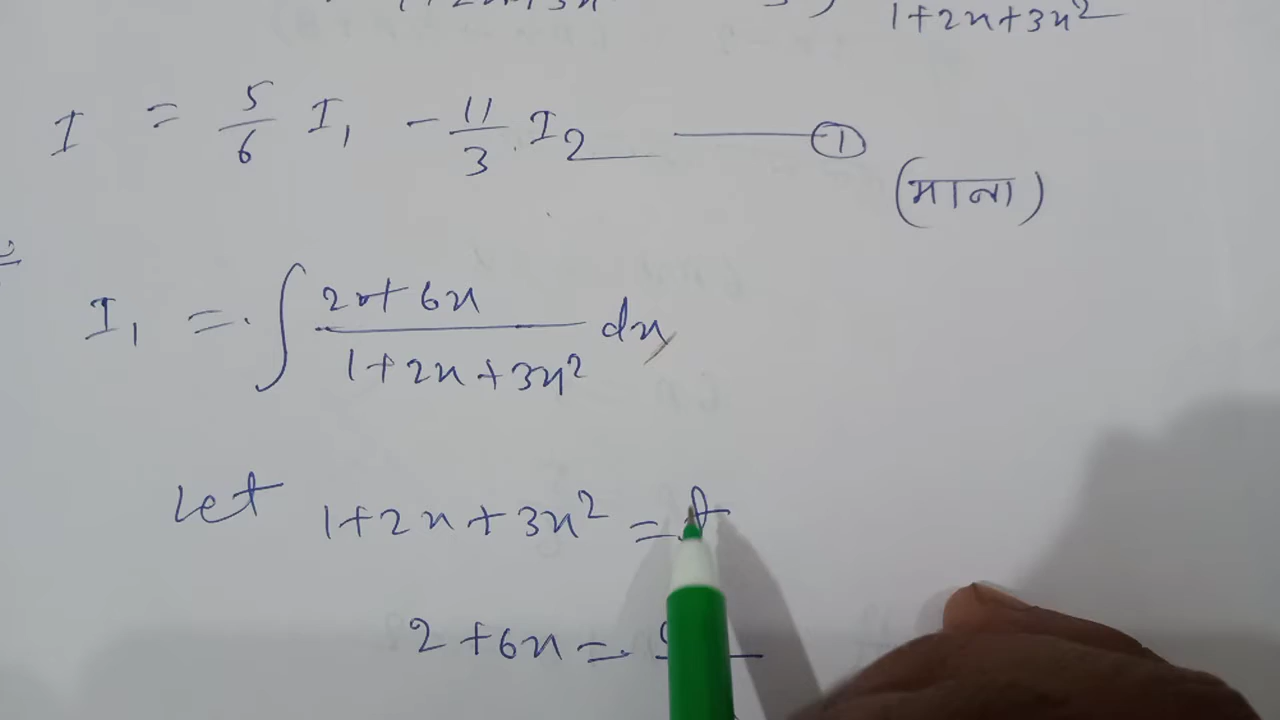 1+2x+3x²
I = 5/6 I₁ - 11/3 I₂ —— ①
(माना)
I₁ = ∫ 2+6x / 1+2x+3x² dx
Let 1+2x+3x² = t
2+6x =